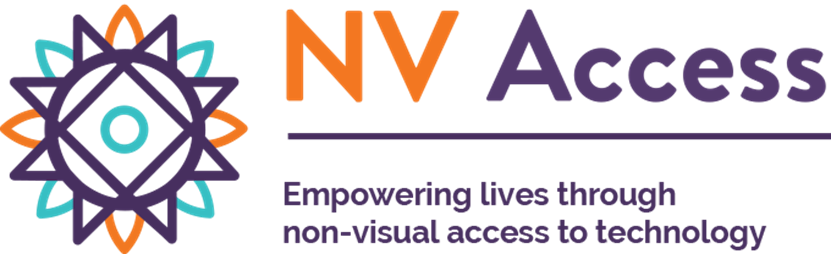 NV Access
Empowering lives through
non-visual access to technology